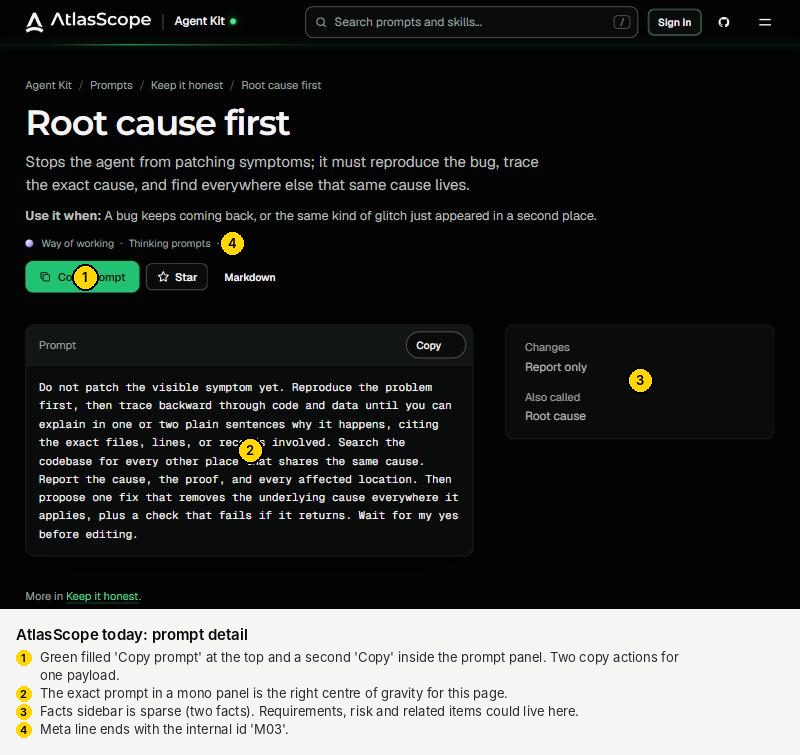 AtlasScope
Agent Kit
Search prompts and skills…
/
Sign in
Agent Kit / Prompts / Keep it honest / Root cause first
Root cause first
Stops the agent from patching symptoms; it must reproduce the bug, trace
the exact cause, and find everywhere else that same cause lives.
Use it when: A bug keeps coming back, or the same kind of glitch just appeared in a second place.
Way of working · Thinking prompts · 4
1
Star
Markdown
Prompt
Copy
Do not patch the visible symptom yet. Reproduce the problem
first, then trace backward through code and data until you can
explain in one or two plain sentences why it happens, citing
the exact files, lines, or involved. Search the
2
codebase for every other place that shares the same cause.
Report the cause, the proof, and every affected location. Then
propose one fix that removes the underlying cause everywhere it
applies, plus a check that fails if it returns. Wait for my yes
before editing.
Changes
Report only
3
Also called
Root cause
More in Keep it honest.
AtlasScope today: prompt detail
1 Green filled 'Copy prompt' at the top and a second 'Copy' inside the prompt panel. Two copy actions for
one payload.
2 The exact prompt in a mono panel is the right centre of gravity for this page.
3 Facts sidebar is sparse (two facts). Requirements, risk and related items could live here.
4 Meta line ends with the internal id 'M03'.